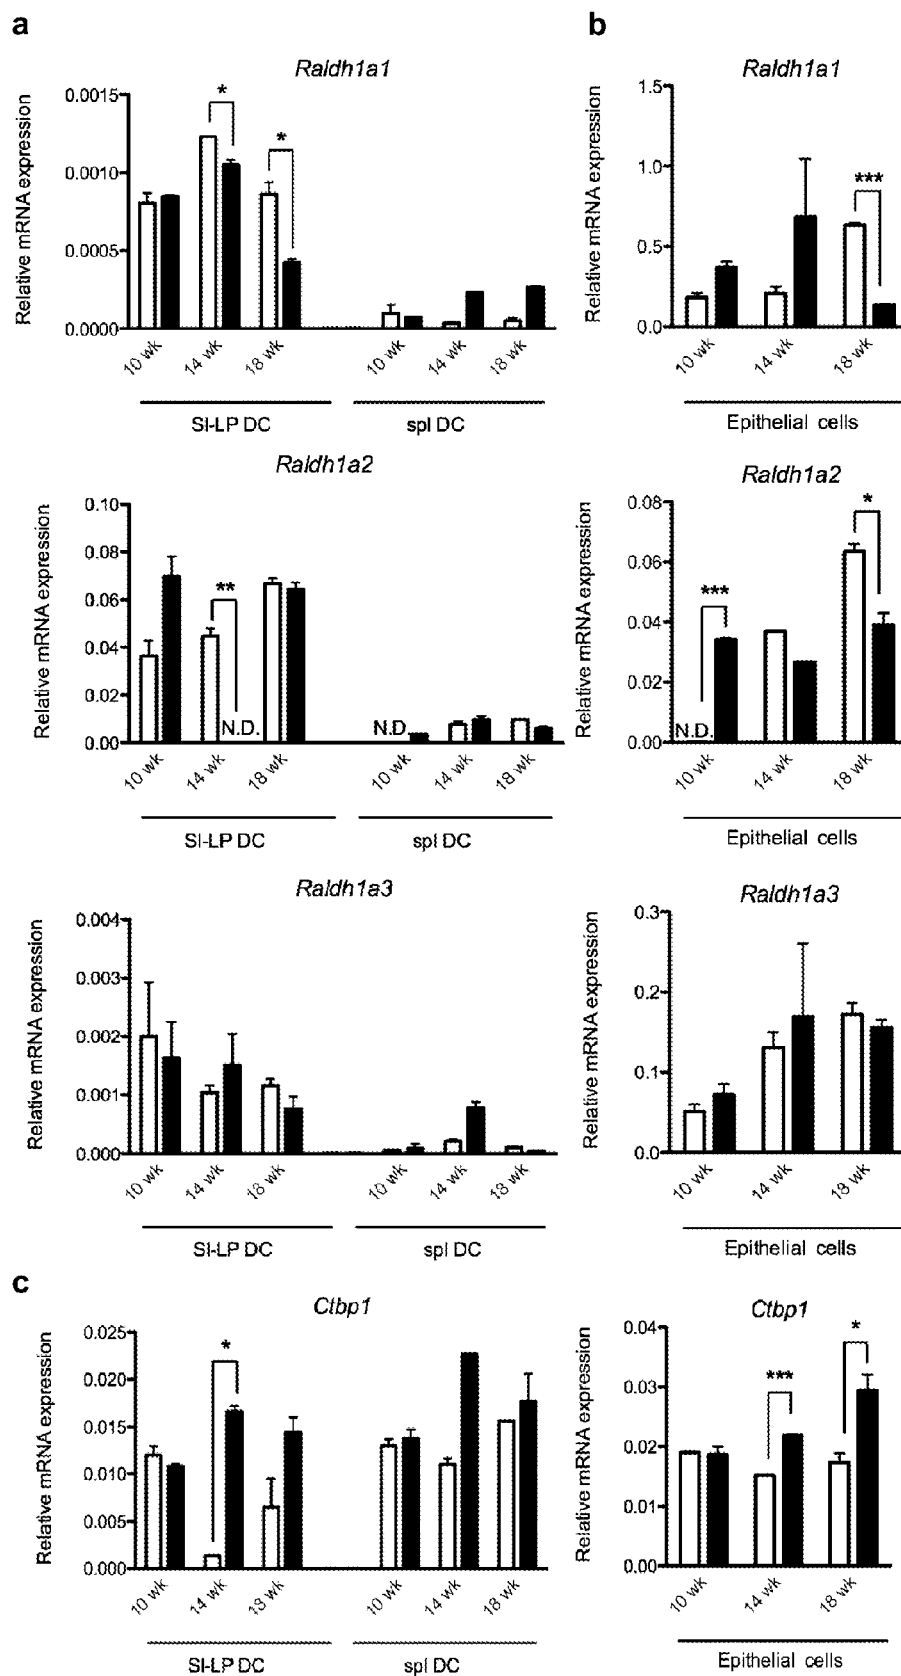 a
b
Raldh1a1
Relative mRNA expression
0.0015
0.0010
0.0005
0.0000
*
*
10 wk
14 wk
18 wk
10 wk
14 wk
18 wk
SI-LP DC
spl DC
Raldh1a1
Relative mRNA expression
1.5
1.0
0.5
0.0
***
10 wk
14 wk
18 wk
Epithelial cells
Raldh1a2
Relative mRNA expression
0.10
0.08
0.06
0.04
0.02
0.00
**
N.D.
N.D.
10 wk
14 wk
18 wk
10 wk
14 wk
18 wk
SI-LP DC
spl DC
Raldh1a2
Relative mRNA expression
0.08
0.06
0.04
0.02
0.00
***
*
N.D.
10 wk
14 wk
18 wk
Epithelial cells
Raldh1a3
Relative mRNA expression
0.004
0.003
0.002
0.001
0.000
10 wk
14 wk
18 wk
10 wk
14 wk
18 wk
SI-LP DC
spl DC
Raldh1a3
Relative mRNA expression
0.3
0.2
0.1
0.0
10 wk
14 wk
18 wk
Epithelial cells
c
Ctbp1
Relative mRNA expression
0.025
0.020
0.015
0.010
0.005
0.000
*
10 wk
14 wk
18 wk
10 wk
14 wk
18 wk
SI-LP DC
spl DC
Ctbp1
Relative mRNA expression
0.04
0.03
0.02
0.01
0.00
***
*
10 wk
14 wk
18 wk
Epithelial cells